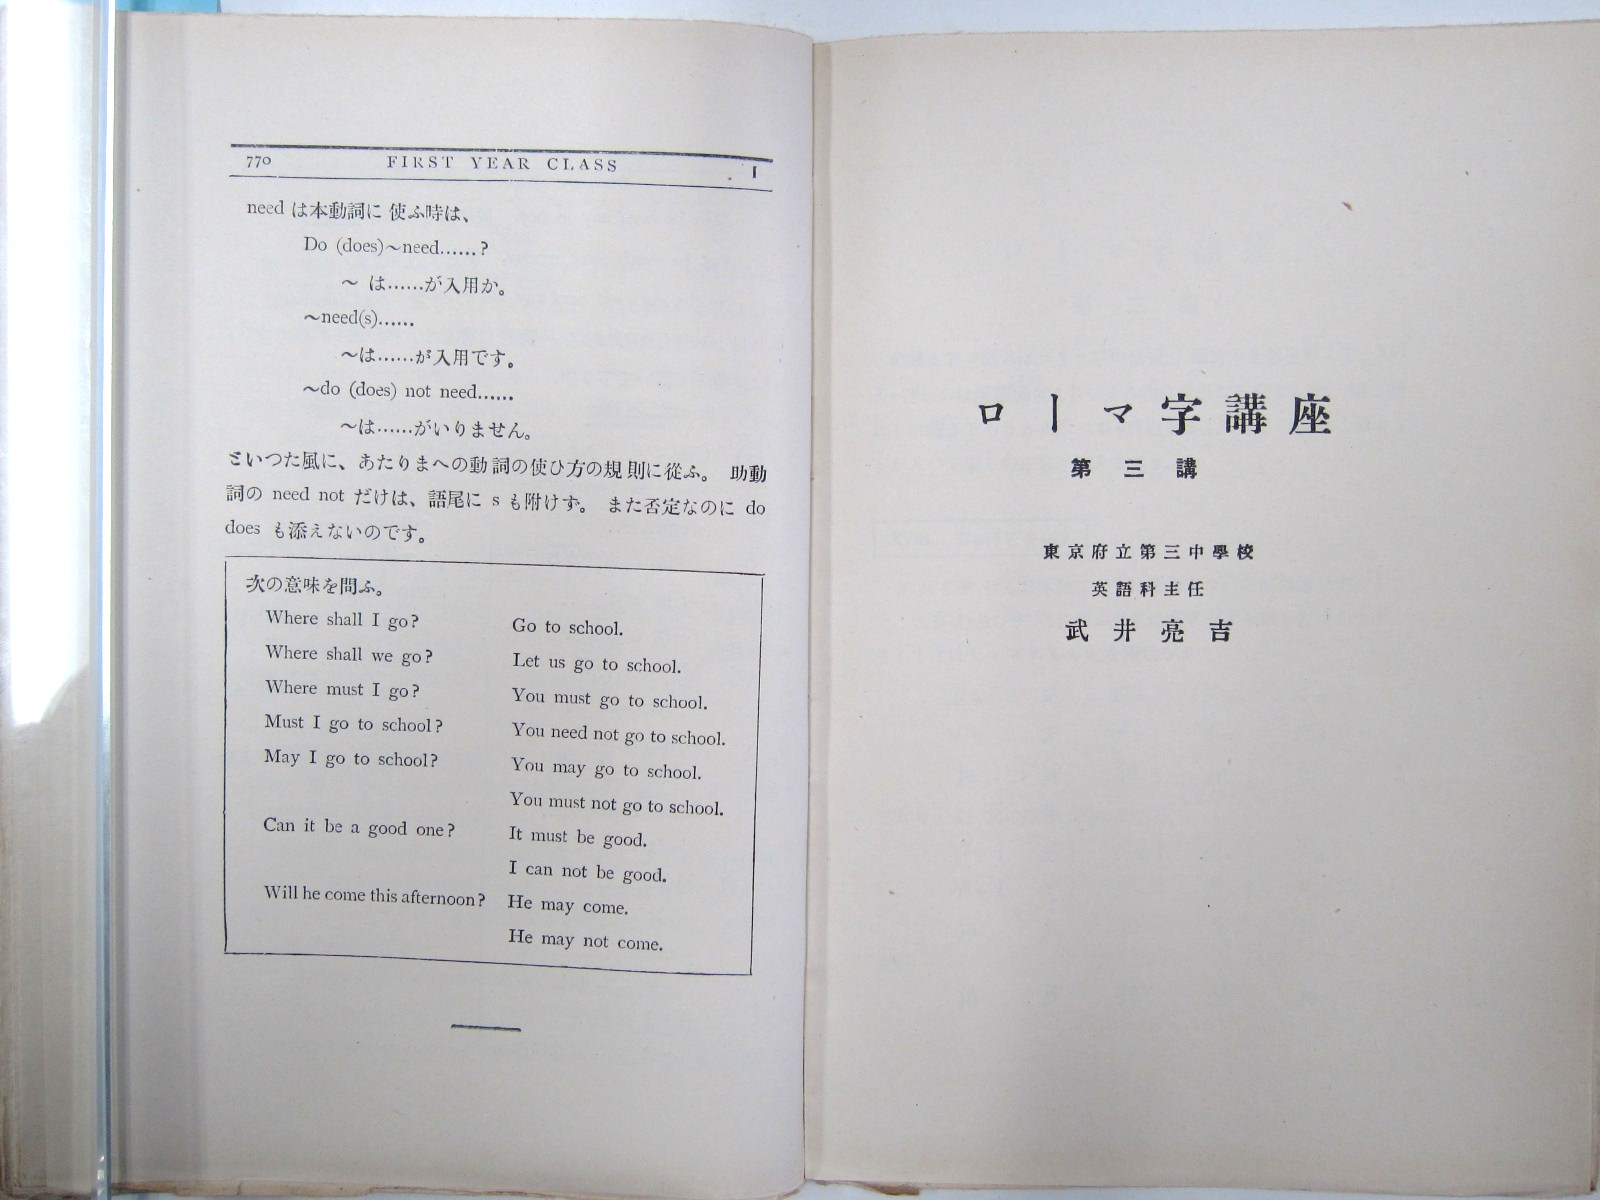 770 FIRST YEAR CLASS I
need は本動詞に使ふ時は、
Do (does)～need……?
～ は……が入用か。
～need(s)……
～は……が入用です。
～do (does) not need……
～は……がいりません。
といつた風に、あたりまへの動詞の使ひ方の規則に從ふ。 助動
詞の need not だけは、語尾に s も附けず。 また否定なのに do
does も添えないのです。
次の意味を問ふ。
Where shall I go? Go to school.
Where shall we go? Let us go to school.
Where must I go? You must go to school.
Must I go to school? You need not go to school.
May I go to school? You may go to school.
You must not go to school.
Can it be a good one? It must be good.
I can not be good.
Will he come this afternoon? He may come.
He may not come.
ローマ字講座
第三講
東京府立第三中學校
英語科主任
武井亮吉